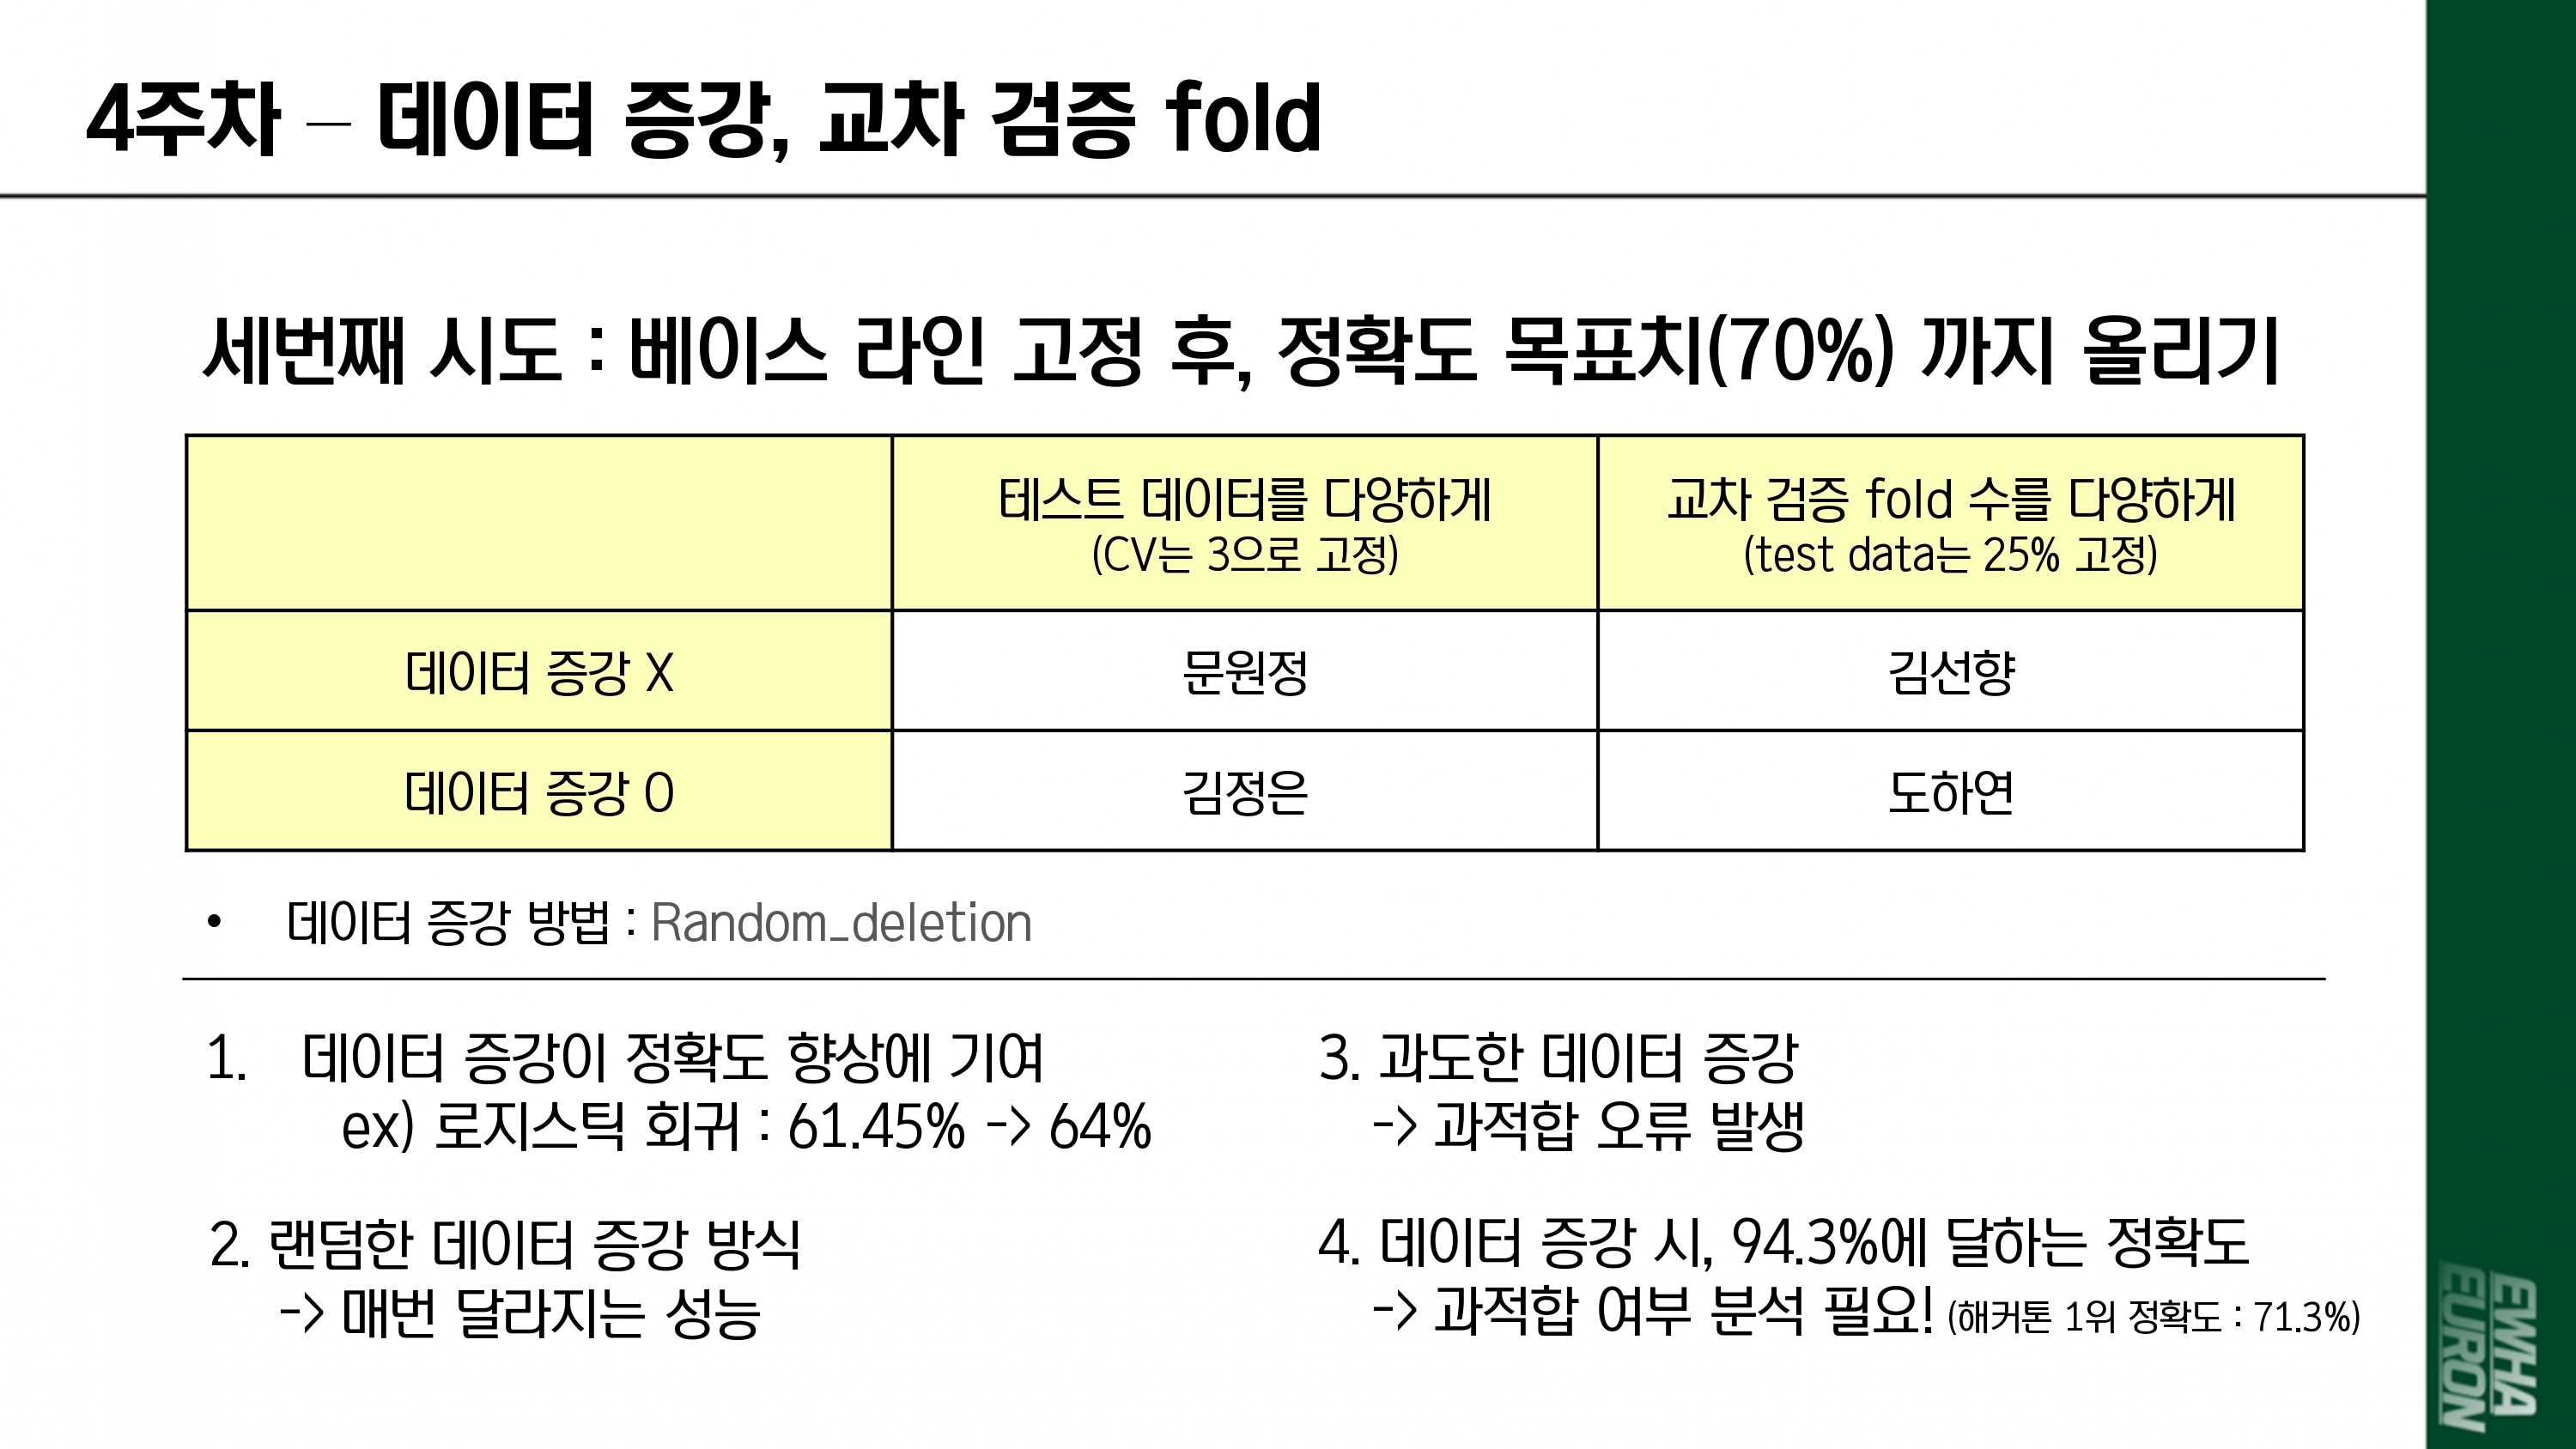 4주차 – 데이터 증강, 교차 검증 fold
세번째 시도 : 베이스 라인 고정 후, 정확도 목표치(70%) 까지 올리기
테스트 데이터를 다양하게
(CV는 3으로 고정)
교차 검증 fold 수를 다양하게
(test data는 25% 고정)
데이터 증강 X
문원정
김선향
데이터 증강 O
김정은
도하연
• 데이터 증강 방법 : Random_deletion
1. 데이터 증강이 정확도 향상에 기여
ex) 로지스틱 회귀 : 61.45% -> 64%
2. 랜덤한 데이터 증강 방식
-> 매번 달라지는 성능
3. 과도한 데이터 증강
-> 과적합 오류 발생
4. 데이터 증강 시, 94.3%에 달하는 정확도
-> 과적합 여부 분석 필요! (해커톤 1위 정확도 : 71.3%)
EWHA
EURON